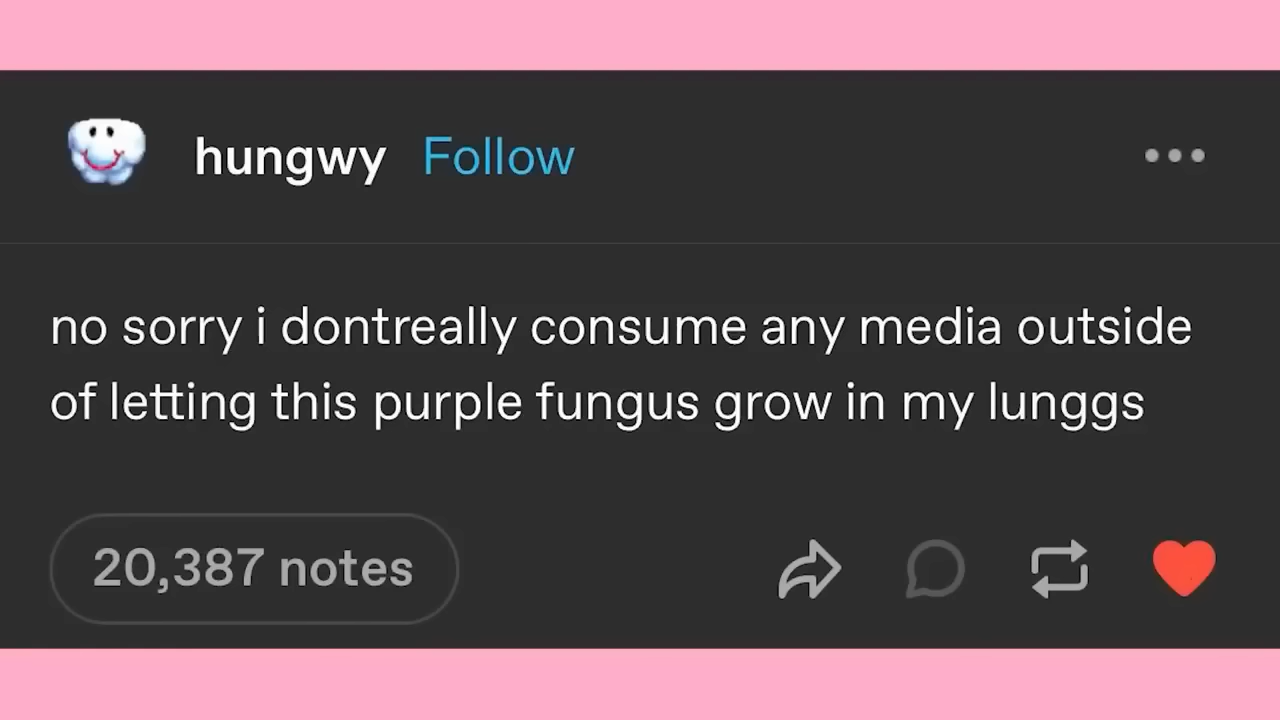 hungwy Follow
no sorry i dontreally consume any media outside
of letting this purple fungus grow in my lunggs
20,387 notes